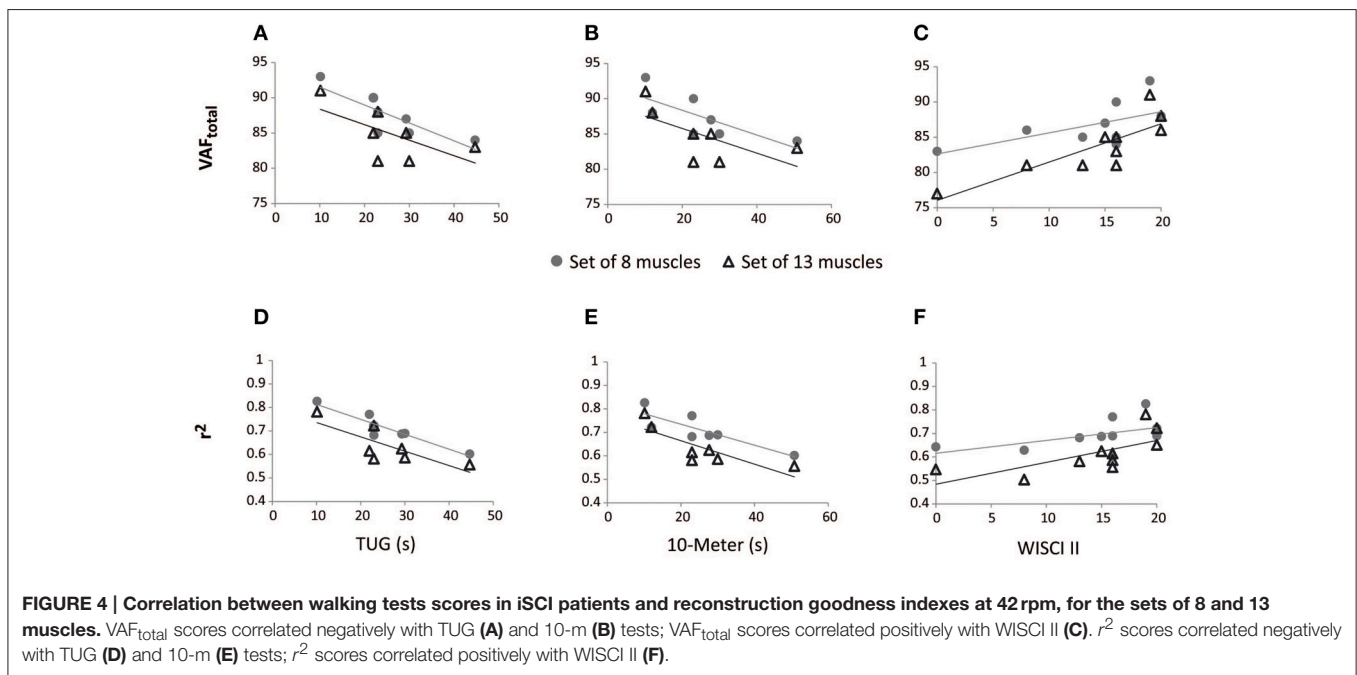 A
B
C
95
90
85
80
75
VAF_total
0 10 20 30 40 50
95
90
85
80
75
0 20 40 60
95
90
85
80
75
0 5 10 15 20
Set of 8 muscles Set of 13 muscles
D
E
F
1
0.9
0.8
0.7
0.6
0.5
0.4
r²
0 10 20 30 40 50
TUG (s)
1
0.9
0.8
0.7
0.6
0.5
0.4
0 20 40 60
10-Meter (s)
1
0.9
0.8
0.7
0.6
0.5
0.4
0 5 10 15 20
WISCI II
FIGURE 4 | Correlation between walking tests scores in iSCI patients and reconstruction goodness indexes at 42 rpm, for the sets of 8 and 13
muscles. VAF_total scores correlated negatively with TUG (A) and 10-m (B) tests; VAF_total scores correlated positively with WISCI II (C). r² scores correlated negatively
with TUG (D) and 10-m (E) tests; r² scores correlated positively with WISCI II (F).